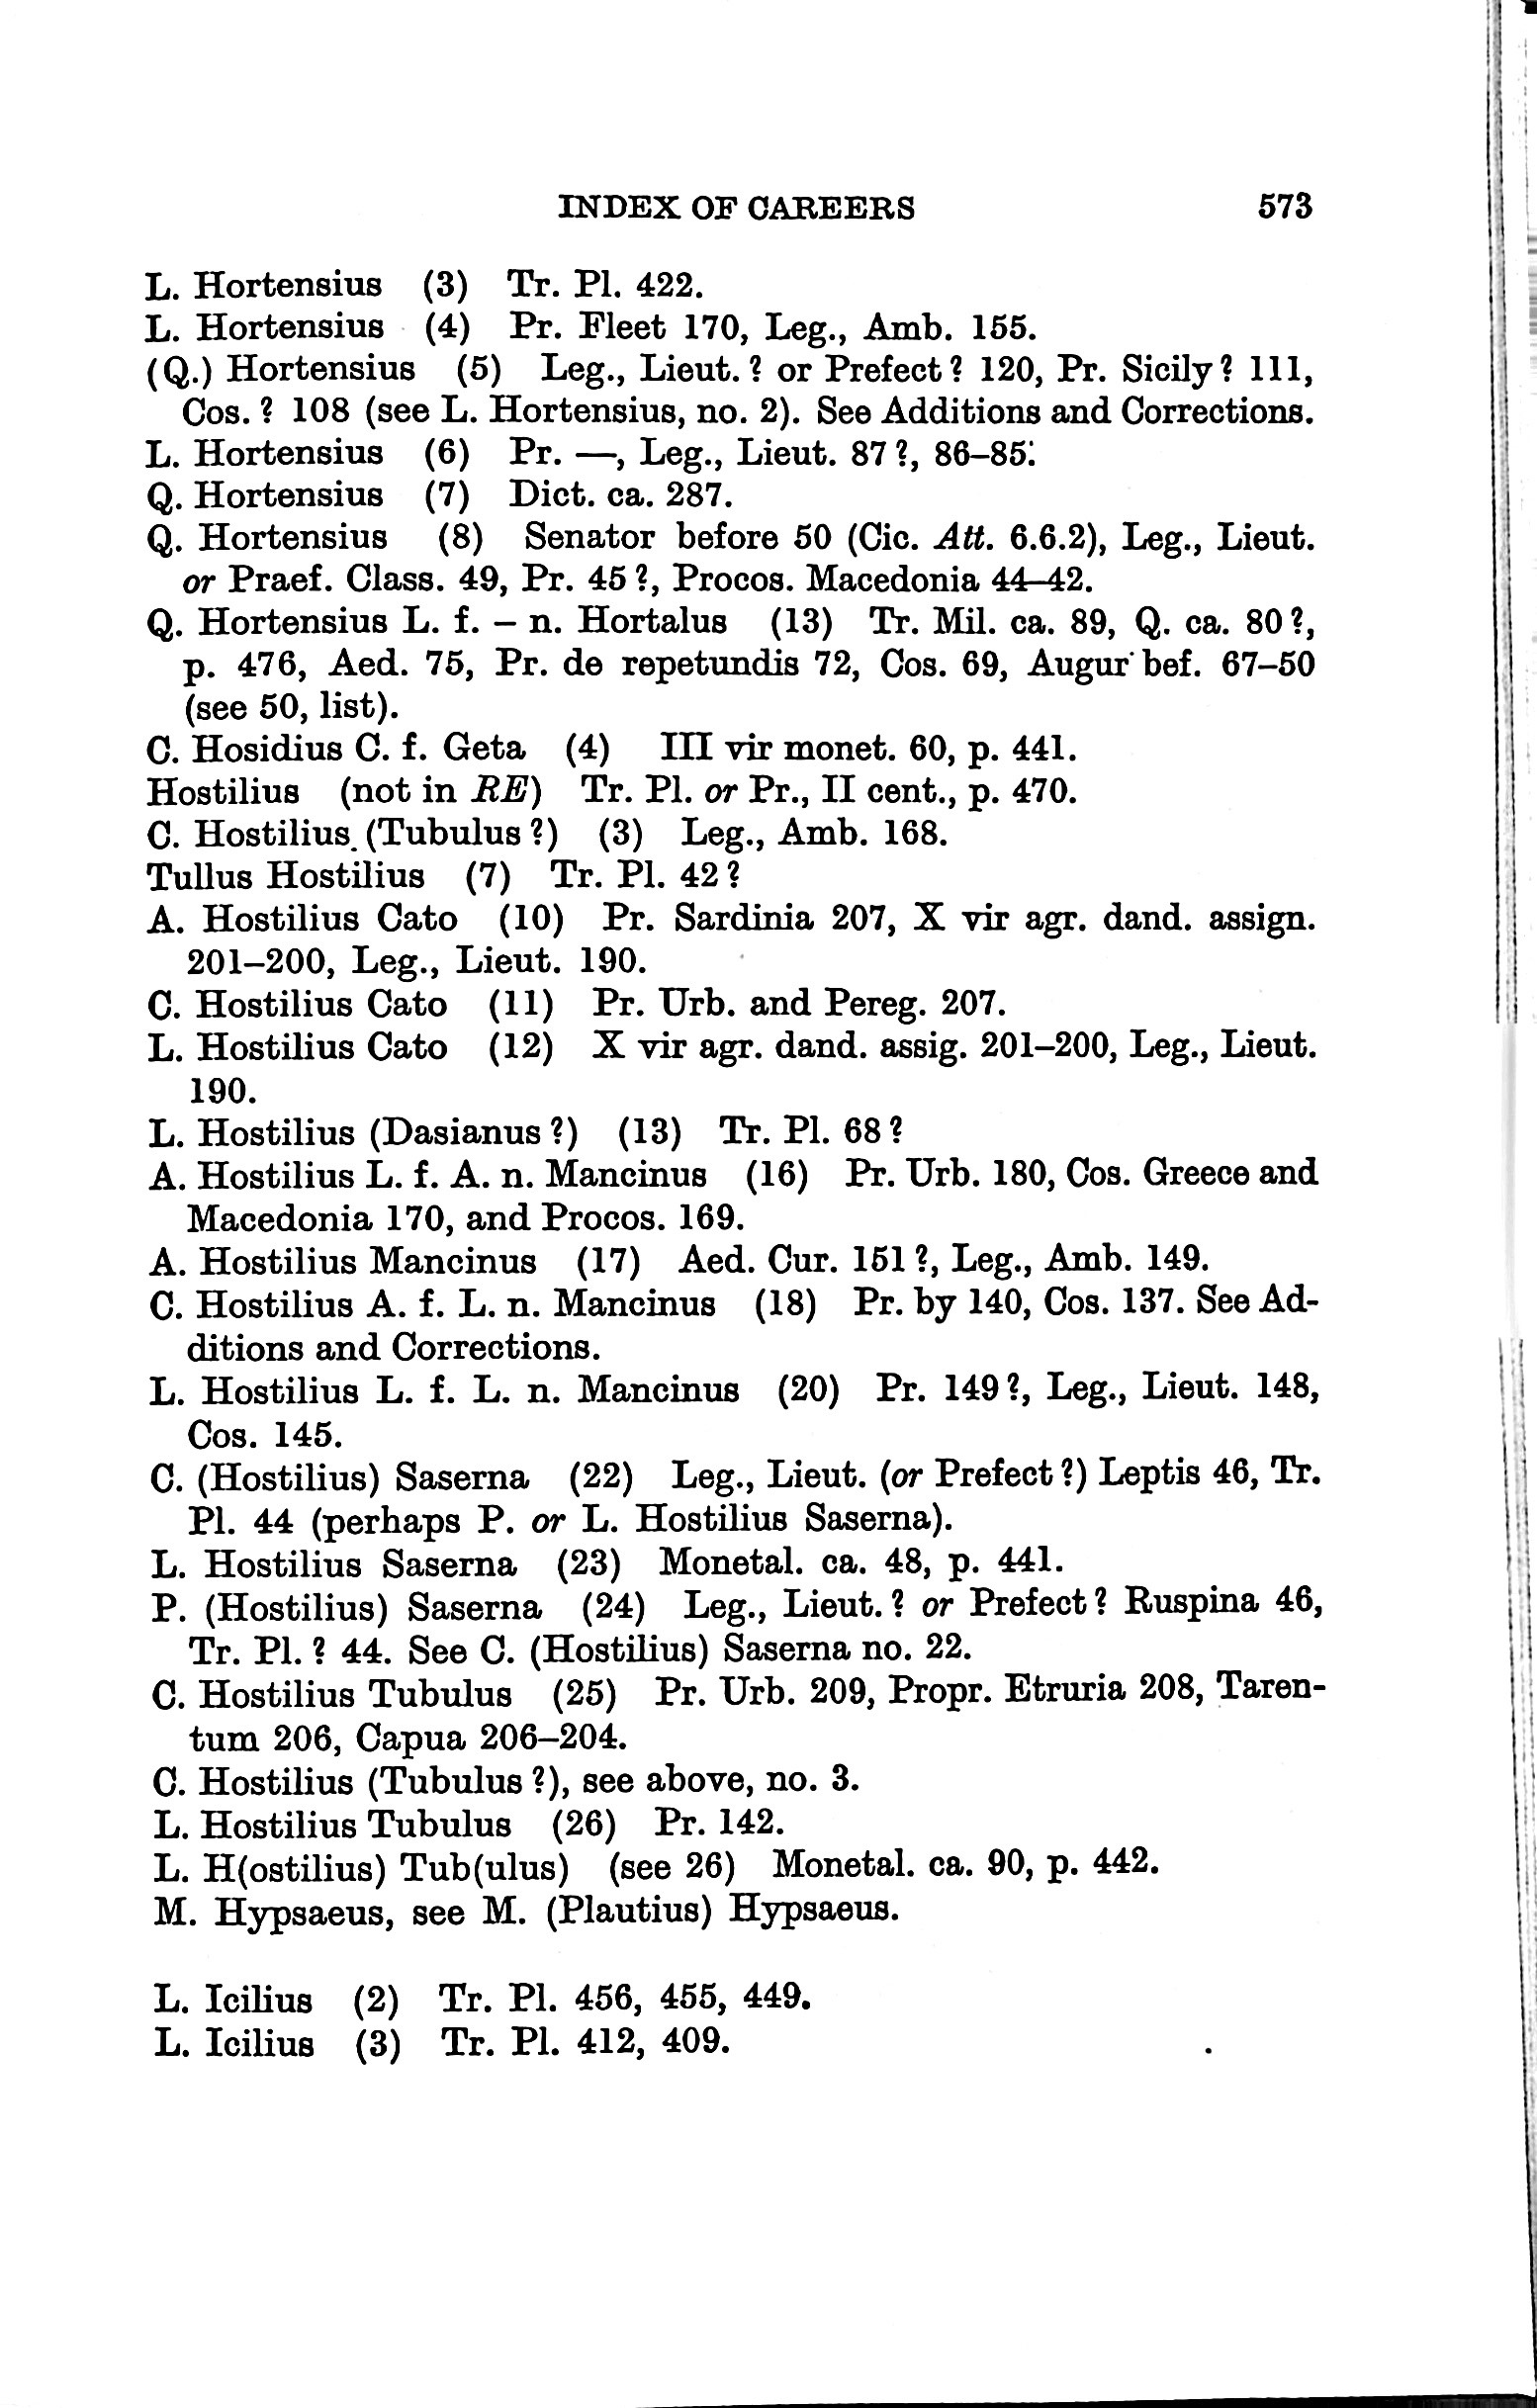 INDEX OF CAREERS 573
L. Hortensius (3) Tr. Pl. 422.
L. Hortensius (4) Pr. Fleet 170, Leg., Amb. 155.
(Q.) Hortensius (5) Leg., Lieut. ? or Prefect ? 120, Pr. Sicily ? 111,
Cos. ? 108 (see L. Hortensius, no. 2). See Additions and Corrections.
L. Hortensius (6) Pr. —, Leg., Lieut. 87 ?, 86–85.
Q. Hortensius (7) Dict. ca. 287.
Q. Hortensius (8) Senator before 50 (Cic. Att. 6.6.2), Leg., Lieut.
or Praef. Class. 49, Pr. 45 ?, Procos. Macedonia 44–42.
Q. Hortensius L. f. – n. Hortalus (13) Tr. Mil. ca. 89, Q. ca. 80 ?,
p. 476, Aed. 75, Pr. de repetundis 72, Cos. 69, Augur bef. 67–50
(see 50, list).
C. Hosidius C. f. Geta (4) III vir monet. 60, p. 441.
Hostilius (not in RE) Tr. Pl. or Pr., II cent., p. 470.
C. Hostilius (Tubulus ?) (3) Leg., Amb. 168.
Tullus Hostilius (7) Tr. Pl. 42 ?
A. Hostilius Cato (10) Pr. Sardinia 207, X vir agr. dand. assign.
201–200, Leg., Lieut. 190.
C. Hostilius Cato (11) Pr. Urb. and Pereg. 207.
L. Hostilius Cato (12) X vir agr. dand. assig. 201–200, Leg., Lieut.
190.
L. Hostilius (Dasianus ?) (13) Tr. Pl. 68 ?
A. Hostilius L. f. A. n. Mancinus (16) Pr. Urb. 180, Cos. Greece and
Macedonia 170, and Procos. 169.
A. Hostilius Mancinus (17) Aed. Cur. 151 ?, Leg., Amb. 149.
C. Hostilius A. f. L. n. Mancinus (18) Pr. by 140, Cos. 137. See Ad-
ditions and Corrections.
L. Hostilius L. f. L. n. Mancinus (20) Pr. 149 ?, Leg., Lieut. 148,
Cos. 145.
C. (Hostilius) Saserna (22) Leg., Lieut. (or Prefect ?) Leptis 46, Tr.
Pl. 44 (perhaps P. or L. Hostilius Saserna).
L. Hostilius Saserna (23) Monetal. ca. 48, p. 441.
P. (Hostilius) Saserna (24) Leg., Lieut. ? or Prefect ? Ruspina 46,
Tr. Pl. ? 44. See C. (Hostilius) Saserna no. 22.
C. Hostilius Tubulus (25) Pr. Urb. 209, Propr. Etruria 208, Taren-
tum 206, Capua 206–204.
C. Hostilius (Tubulus ?), see above, no. 3.
L. Hostilius Tubulus (26) Pr. 142.
L. H(ostilius) Tub(ulus) (see 26) Monetal. ca. 90, p. 442.
M. Hypsaeus, see M. (Plautius) Hypsaeus.
L. Icilius (2) Tr. Pl. 456, 455, 449.
L. Icilius (3) Tr. Pl. 412, 409.